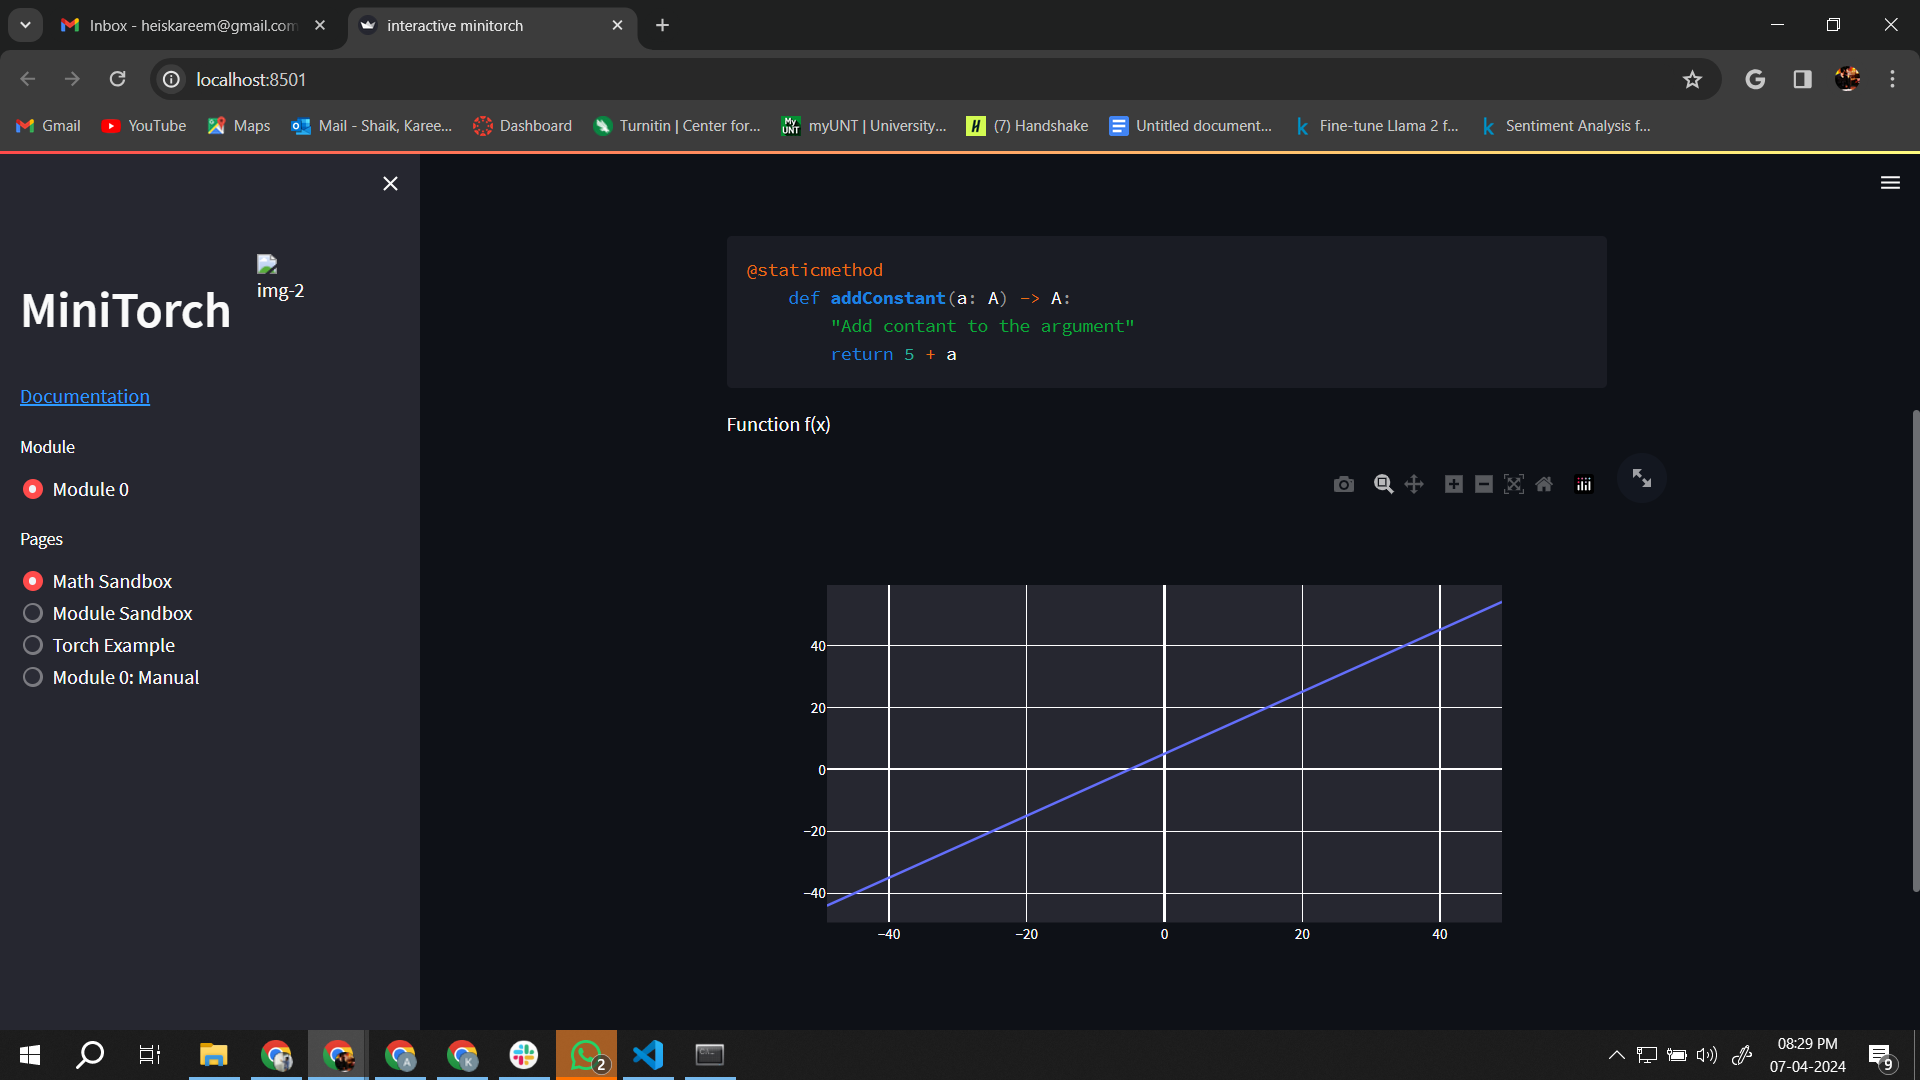 Inbox - heiskareem@gmail.com
interactive minitorch
localhost:8501
Gmail
YouTube
Maps
Mail - Shaik, Karee...
Dashboard
Turnitin | Center for...
myUNT | University...
(7) Handshake
Untitled document...
Fine-tune Llama 2 f...
Sentiment Analysis f...
img-2
MiniTorch
Documentation
Module
Module 0
Pages
Math Sandbox
Module Sandbox
Torch Example
Module 0: Manual
@staticmethod
def addConstant(a: A) -> A:
"Add contant to the argument"
return 5 + a
Function f(x)
40
20
0
−20
−40
−40
−20
0
20
40
2
08:29 PM
07-04-2024
9